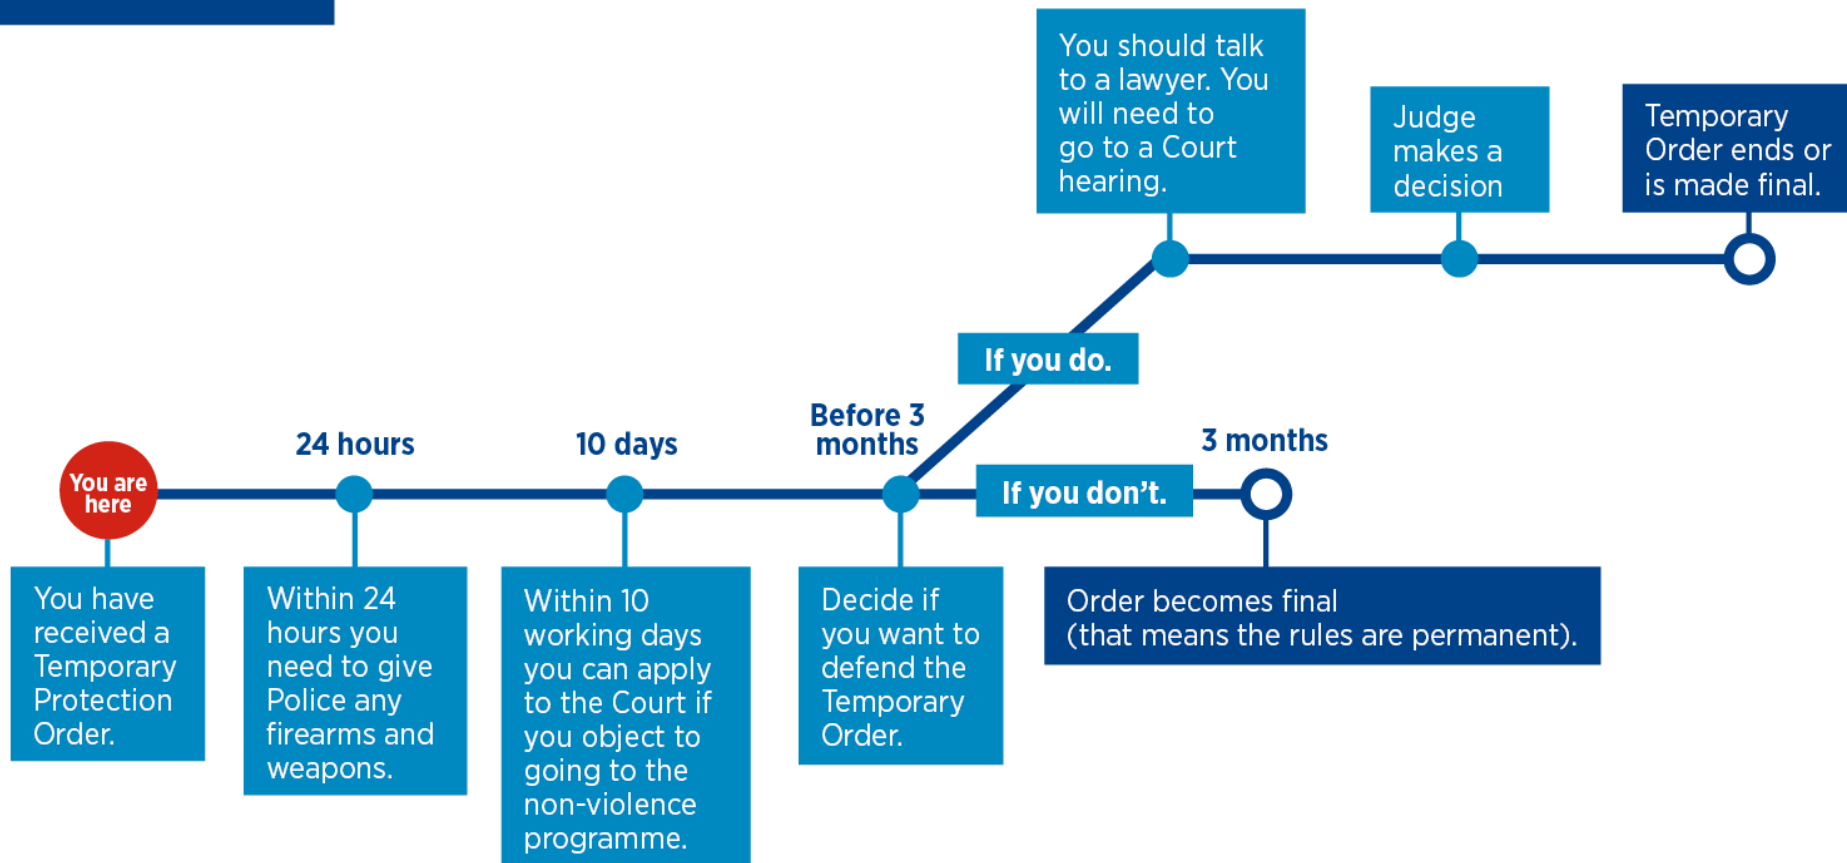 You should talk
to a lawyer. You
will need to
go to a Court
hearing.
Judge
makes a
decision
Temporary
Order ends or
is made final.
If you do.
You are
here
24 hours
10 days
Before 3
months
If you don't.
3 months
You have
received a
Temporary
Protection
Order.
Within 24
hours you
need to give
Police any
firearms and
weapons.
Within 10
working days
you can apply
to the Court if
you object to
going to the
non-violence
programme.
Decide if
you want to
defend the
Temporary
Order.
Order becomes final
(that means the rules are permanent).